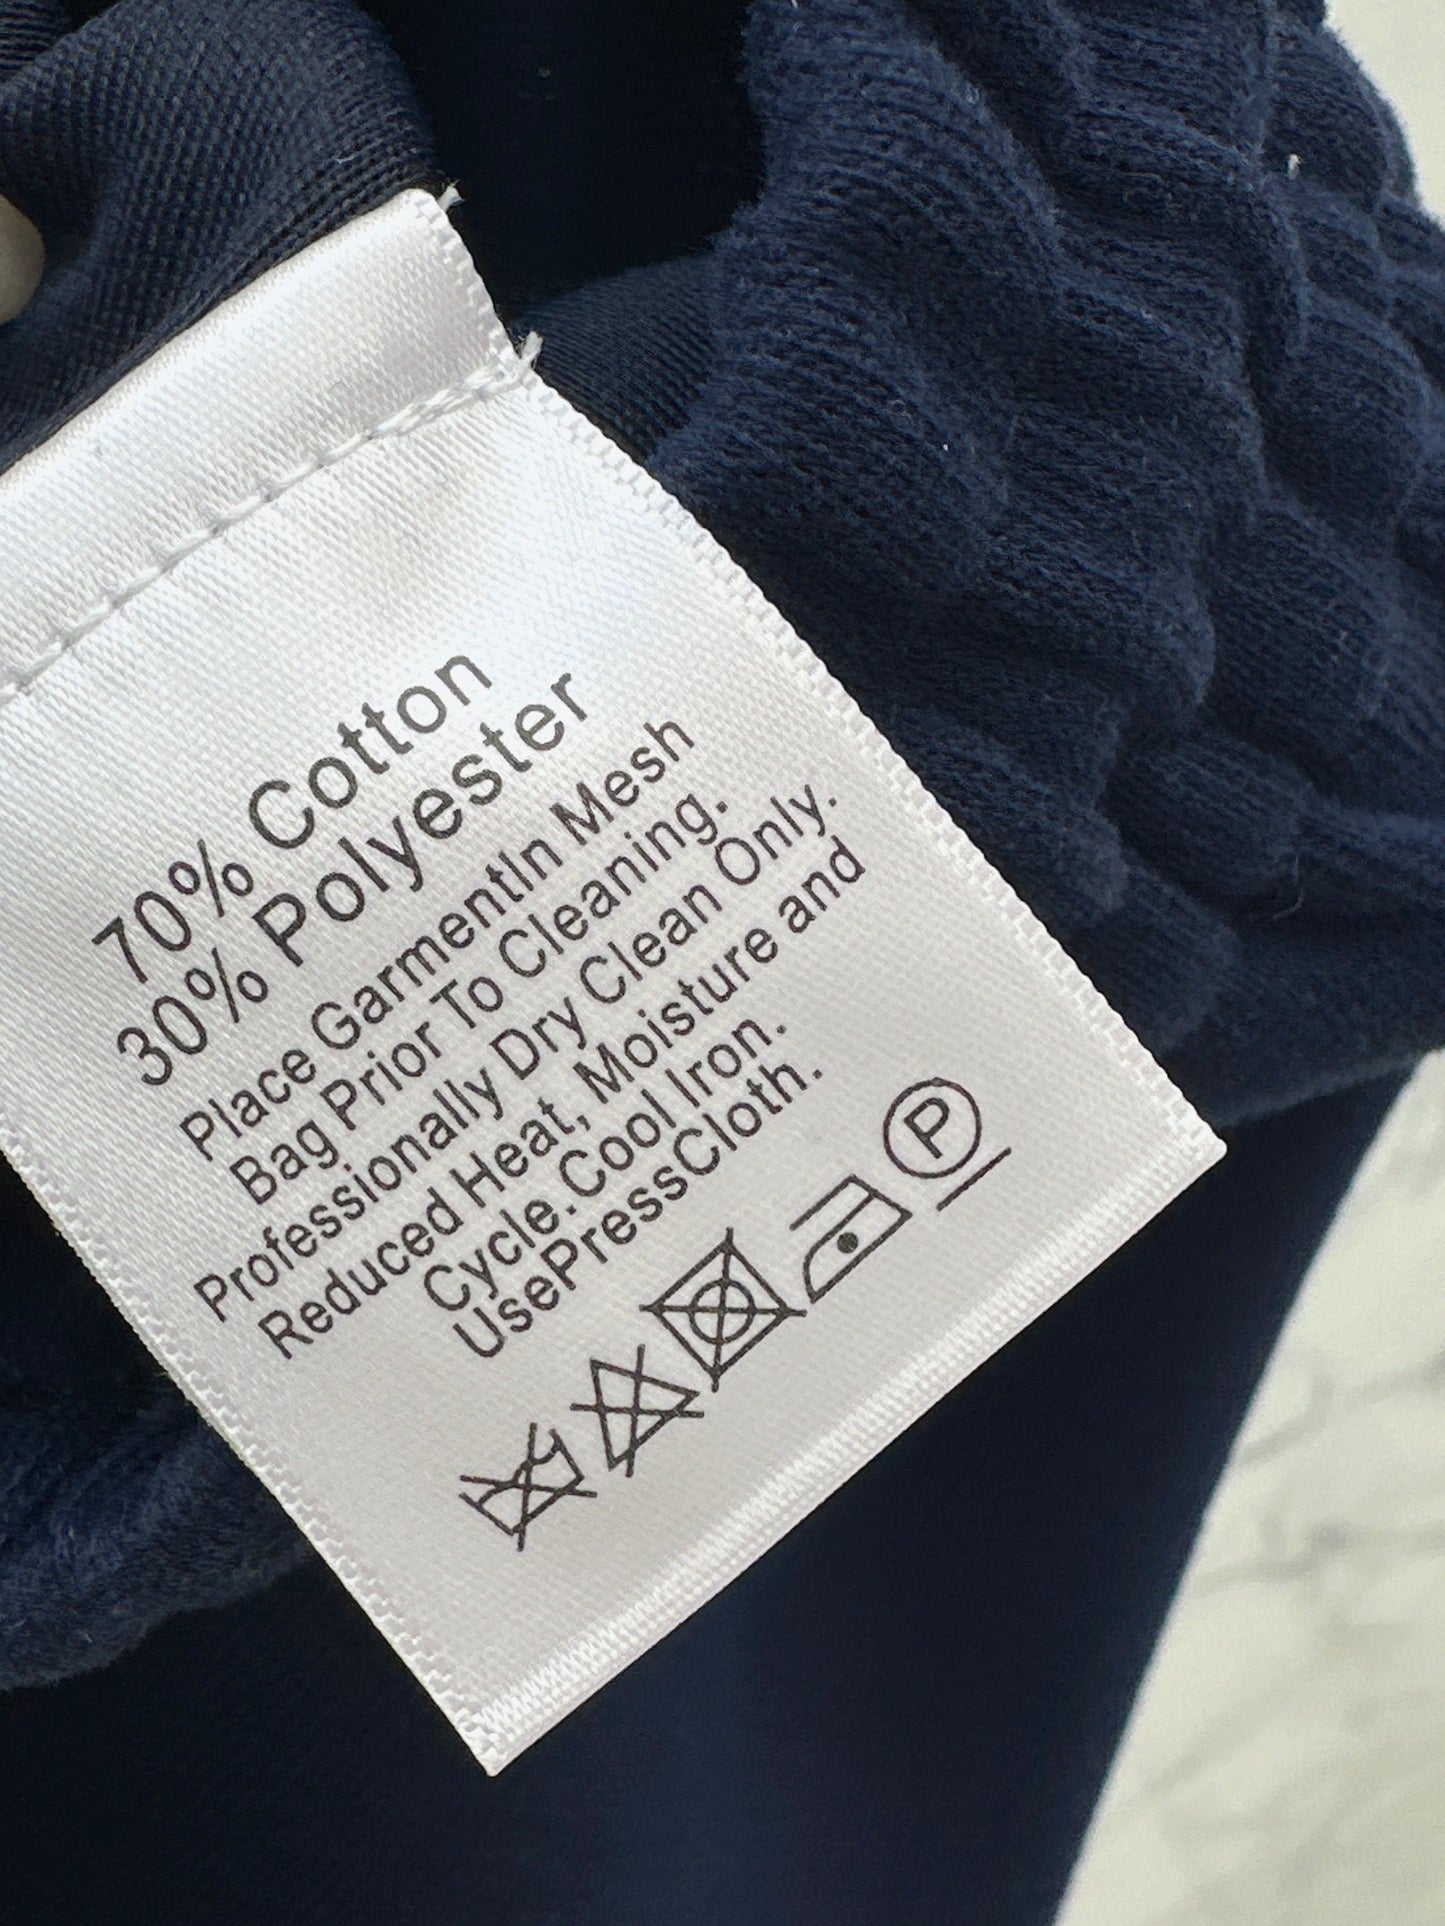 70% Cotton
30% Polyester
Place GarmentIn Mesh
Bag Prior To Cleaning.
Professionally Dry Clean Only.
Reduced Heat, Moisture and
Cycle.Cool Iron.
UsePressCloth.
P